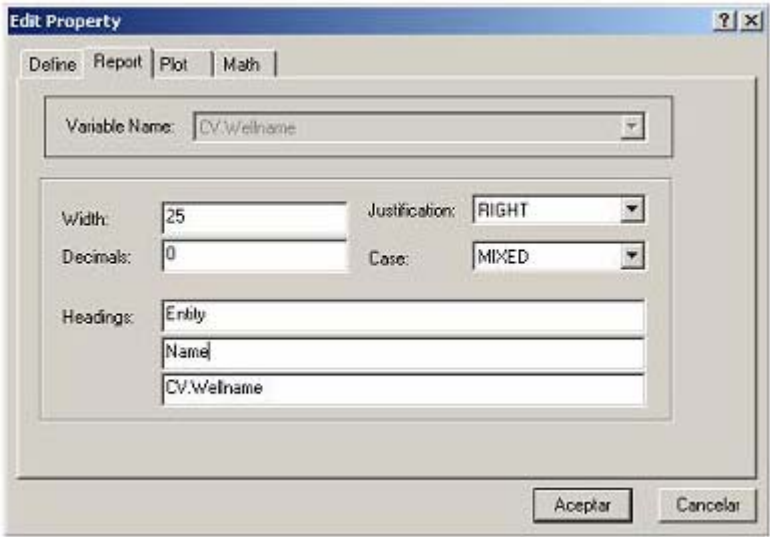 Edit Property
Define Report Plot Math
Variable Name: CV.Wellname
Width: 25 Justification: RIGHT
Decimals: 0 Case: MIXED
Headings: Entity
Name
CV.Wellname
Aceptar Cancelar